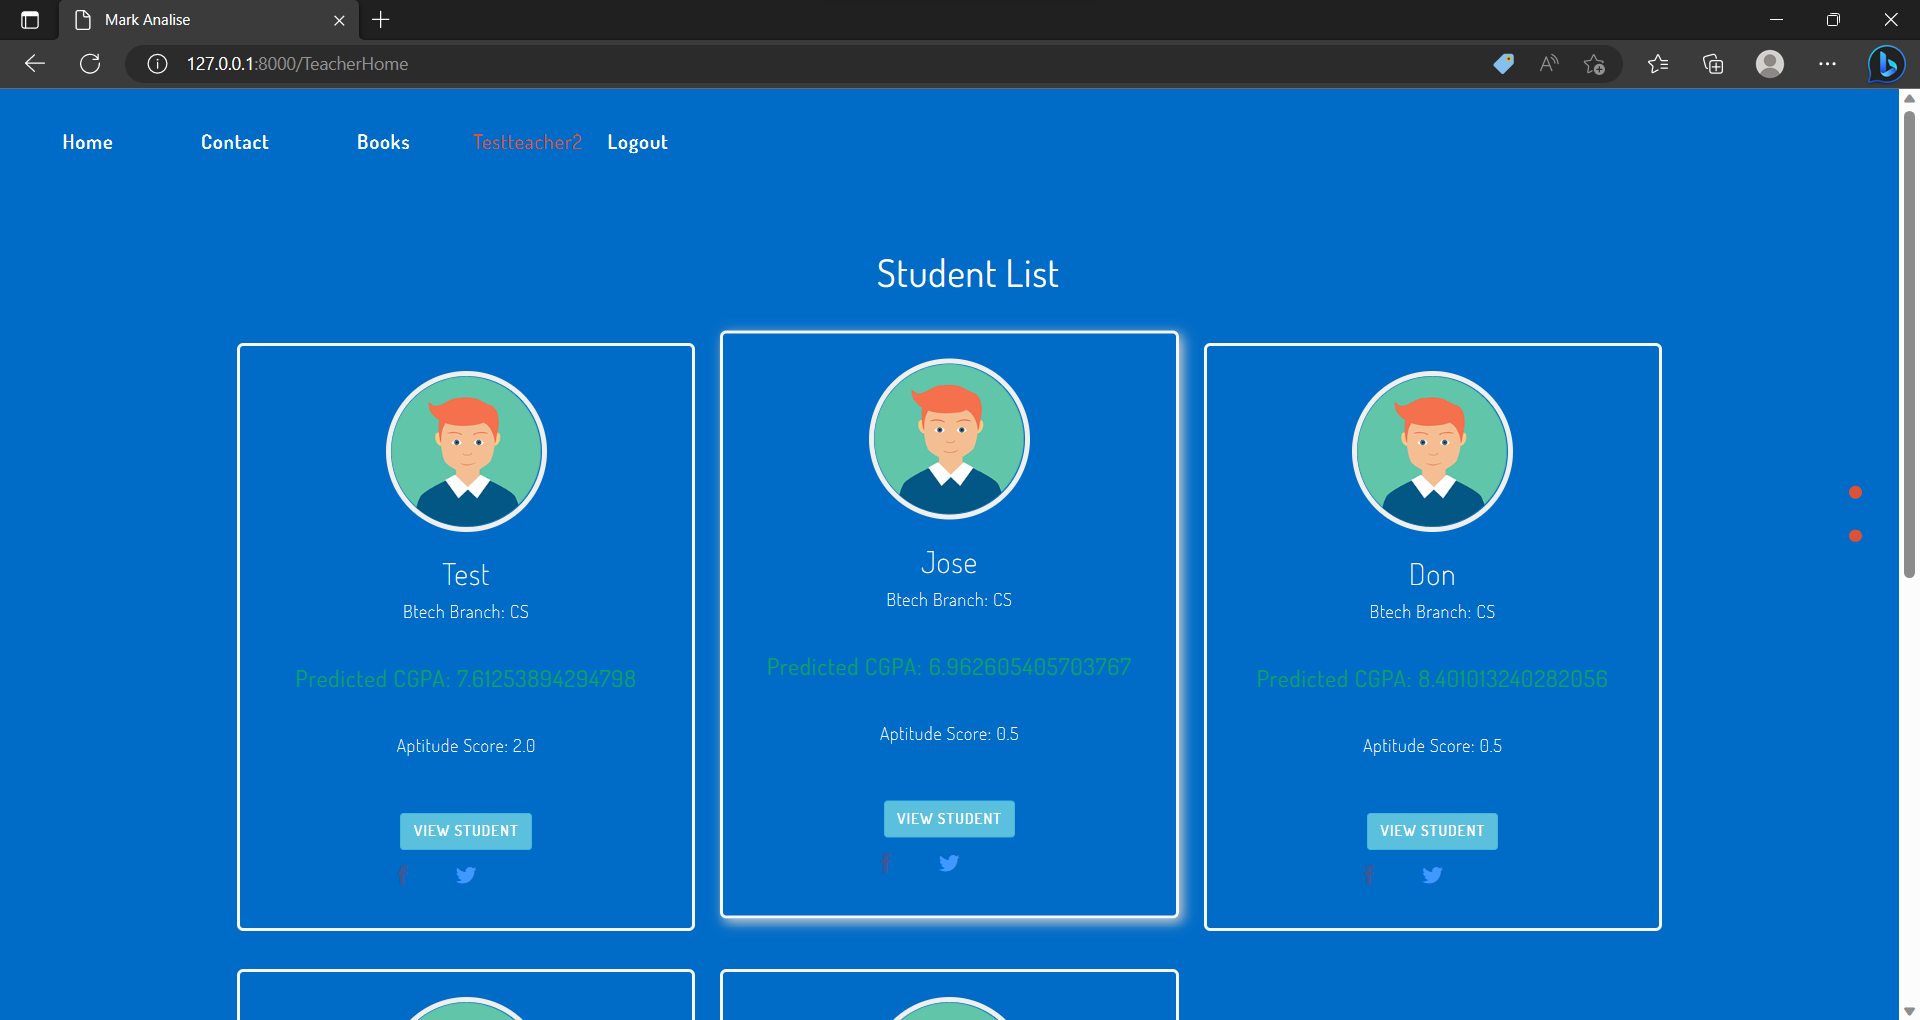 Mark Analise
127.0.0.1:8000/TeacherHome
Home Contact Books Testteacher2 Logout
Student List
Test
Btech Branch: CS
Predicted CGPA: 7.61253894294798
Aptitude Score: 2.0
VIEW STUDENT
Jose
Btech Branch: CS
Predicted CGPA: 6.962605405703767
Aptitude Score: 0.5
VIEW STUDENT
Don
Btech Branch: CS
Predicted CGPA: 8.401013240282056
Aptitude Score: 0.5
VIEW STUDENT